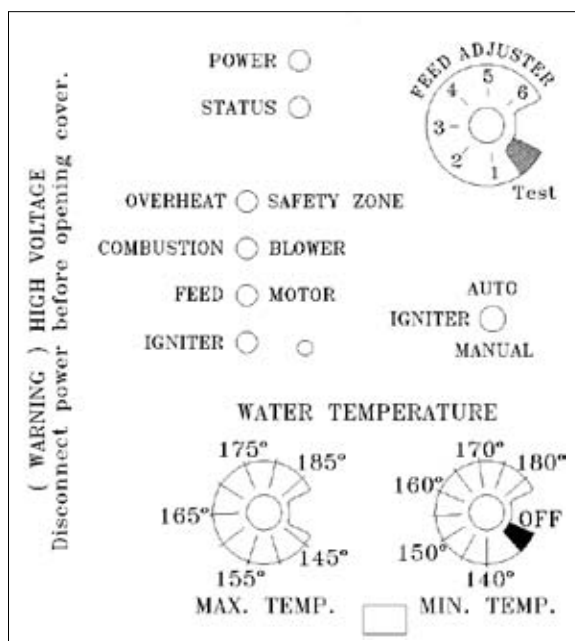 ( WARNING ) HIGH VOLTAGE
Disconnect power before opening cover.
POWER
STATUS
FEED ADJUSTER
1 2 3 4 5 6
Test
OVERHEAT SAFETY ZONE
COMBUSTION BLOWER
FEED MOTOR
IGNITER
AUTO
IGNITER
MANUAL
WATER TEMPERATURE
175° 185°
165°
155° 145°
MAX. TEMP.
170° 180°
160°
OFF
150°
140°
MIN. TEMP.